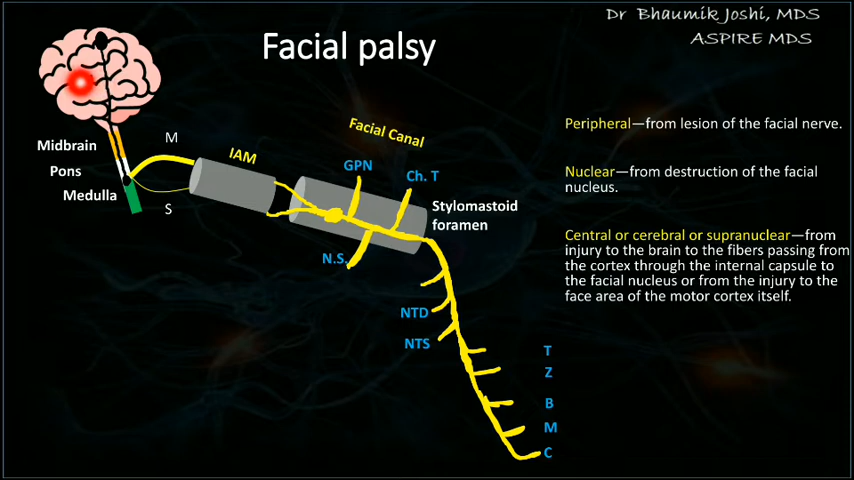 Dr Bhaumik Joshi, MDS
ASPIRE MDS
Facial palsy
Peripheral—from lesion of the facial nerve.
Nuclear—from destruction of the facial
nucleus.
Central or cerebral or supranuclear—from
injury to the brain to the fibers passing from
the cortex through the internal capsule to
the facial nucleus or from the injury to the
face area of the motor cortex itself.
Midbrain
Pons
Medulla
M
S
IAM
Facial Canal
GPN
Ch. T
Stylomastoid
foramen
N.S.
NTD
NTS
T
Z
B
M
C